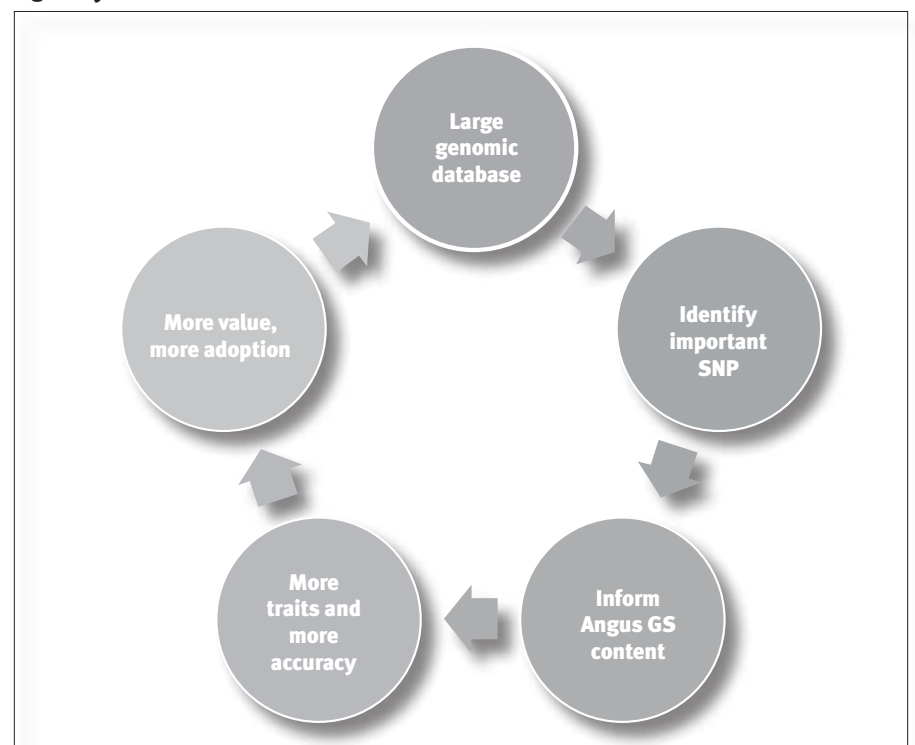 Large
genomic
database
Identify
important
SNP
Inform
Angus GS
content
More
traits and
more
accuracy
More value,
more adoption